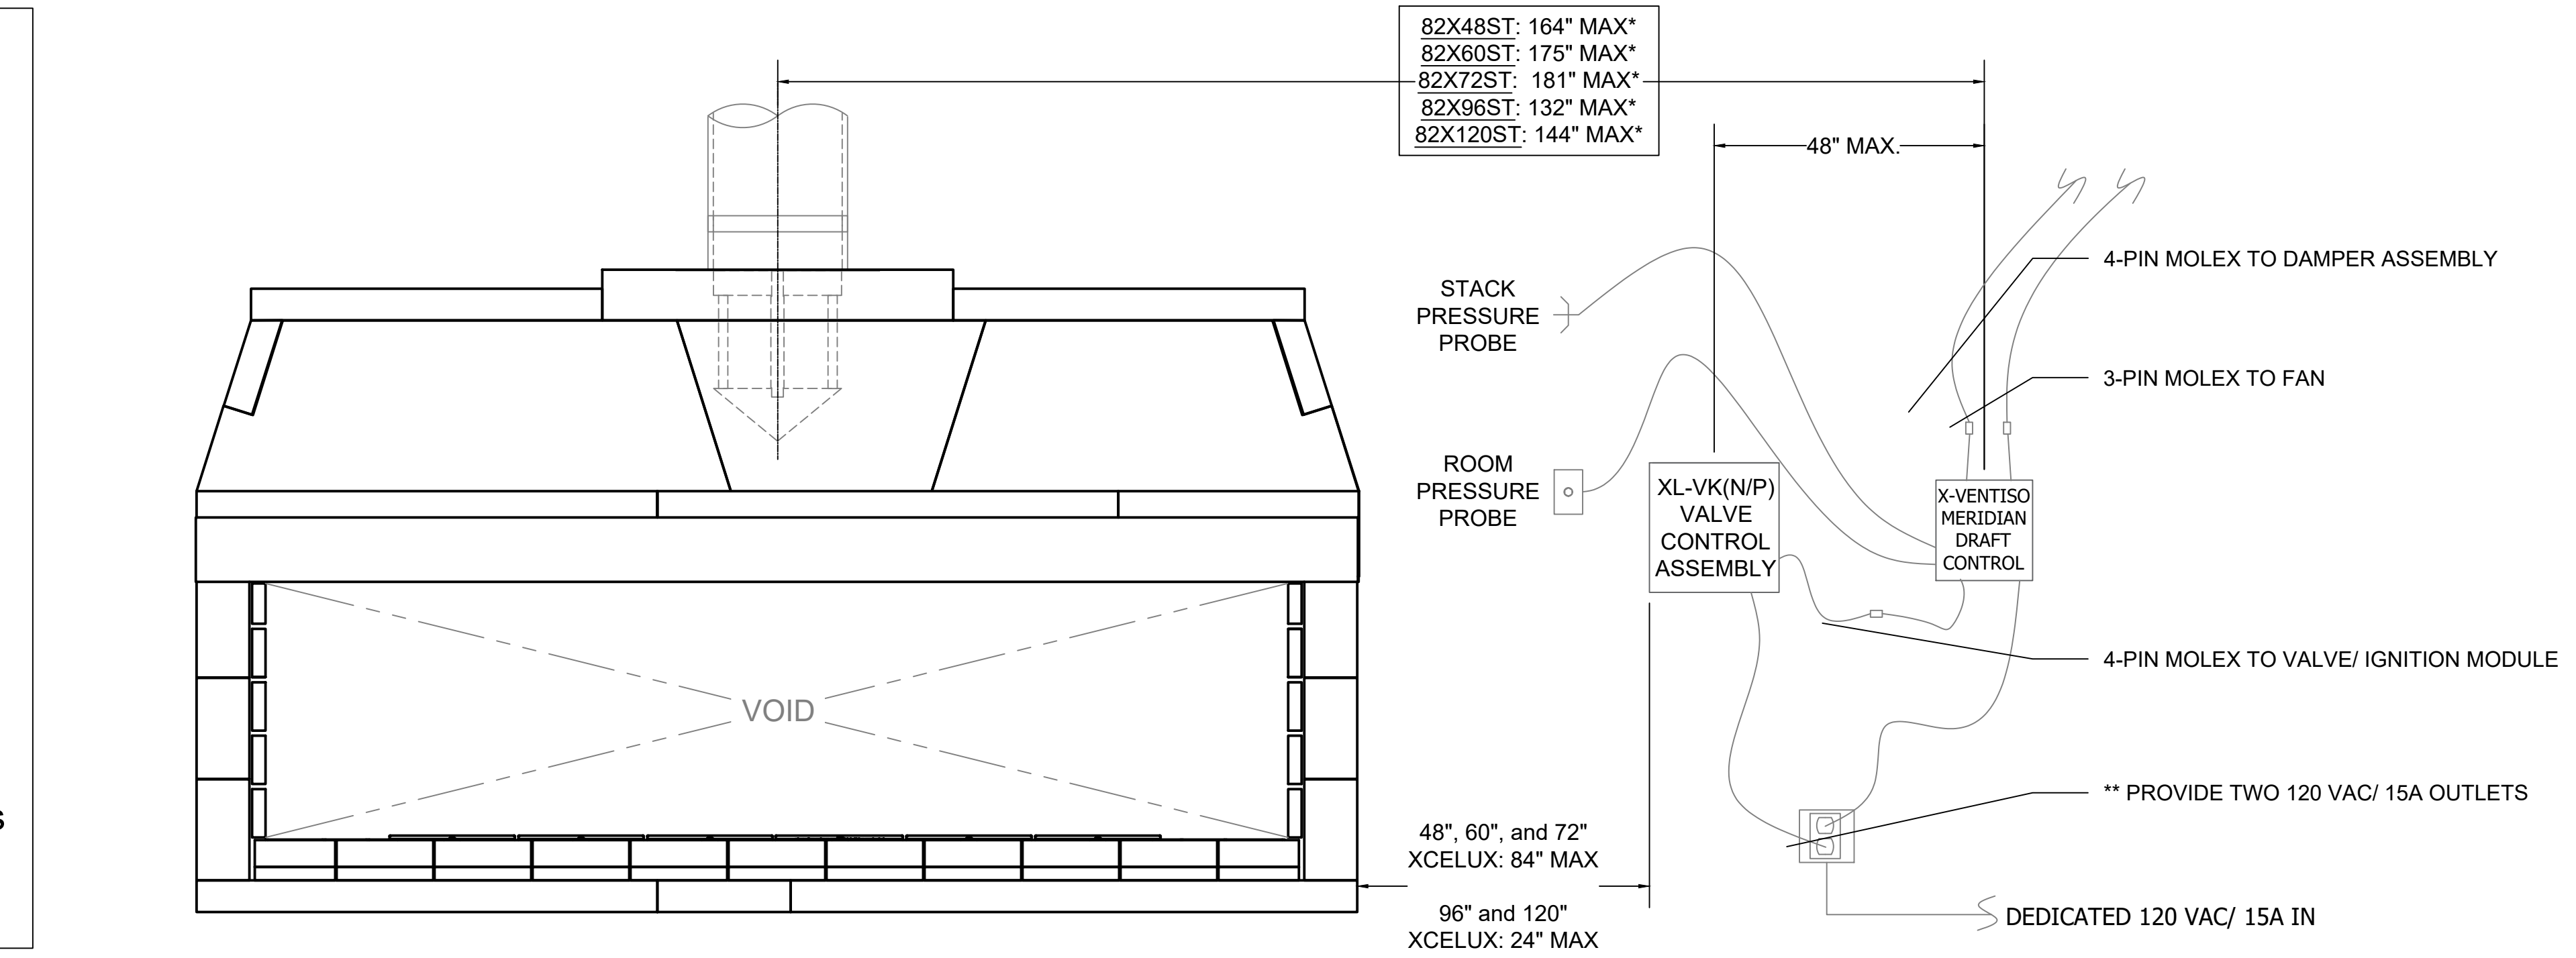 82X48ST: 164" MAX*
82X60ST: 175" MAX*
82X72ST: 181" MAX*
82X96ST: 132" MAX*
82X120ST: 144" MAX*
48" MAX.
4-PIN MOLEX TO DAMPER ASSEMBLY
STACK
PRESSURE
PROBE
3-PIN MOLEX TO FAN
ROOM
PRESSURE
PROBE
XL-VK(N/P)
VALVE
CONTROL
ASSEMBLY
X-VENTISO
MERIDIAN
DRAFT
CONTROL
4-PIN MOLEX TO VALVE/ IGNITION MODULE
VOID
** PROVIDE TWO 120 VAC/ 15A OUTLETS
S
48", 60", and 72"
XCELUX: 84" MAX
96" and 120"
XCELUX: 24" MAX
DEDICATED 120 VAC/ 15A IN